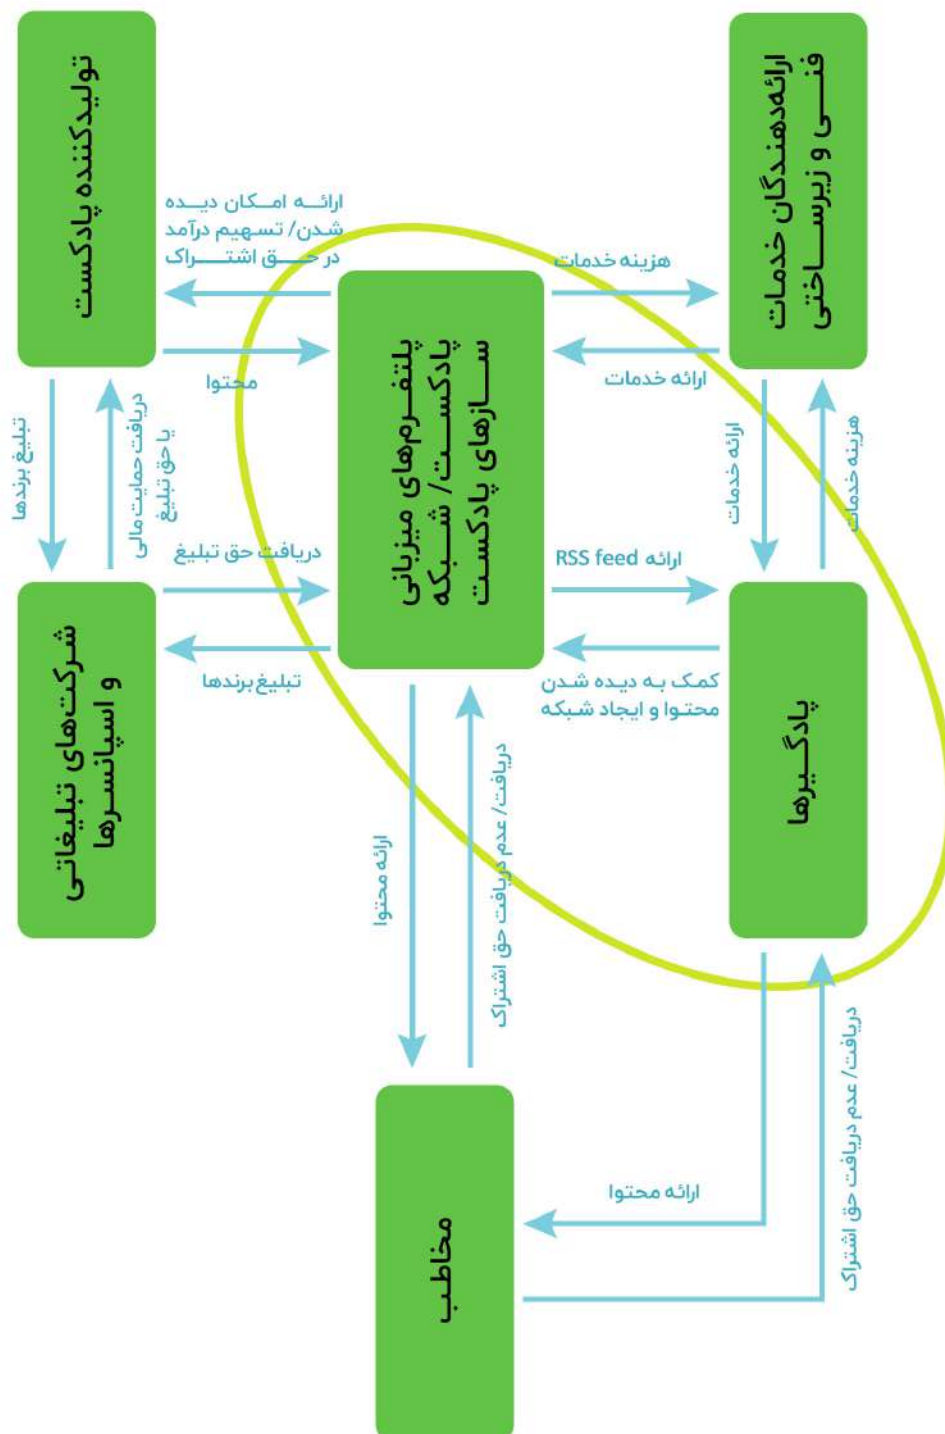 تولیدکننده پادکست
ارائه‌دهندگان خدمات
فنی و زیرساختی
ارائه امکان دیده
شدن/ تسهیم درآمد
در حق اشتراک
هزینه خدمات
محتوا
ارائه خدمات
پلتفرم‌های میزبانی
پادکست/ شبکه
سازهای پادکست
تبلیغ برندها
دریافت حمایت مالی
یا حق تبلیغ
ارائه خدمات
هزینه خدمات
دریافت حق تبلیغ
ارائه RSS feed
تبلیغ برندها
کمک به دیده شدن
محتوا و ایجاد شبکه
شرکت‌های تبلیغاتی
و اسپانسرها
پادگیرها
ارائه محتوا
دریافت/ عدم دریافت حق اشتراک
ارائه محتوا
دریافت/ عدم دریافت حق اشتراک
مخاطب